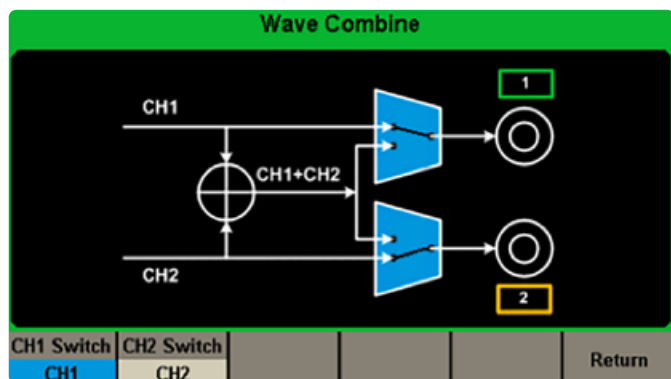 Wave Combine
1
CH1
CH1+CH2
CH2
2
CH1 Switch CH2 Switch
CH1 CH2
Return